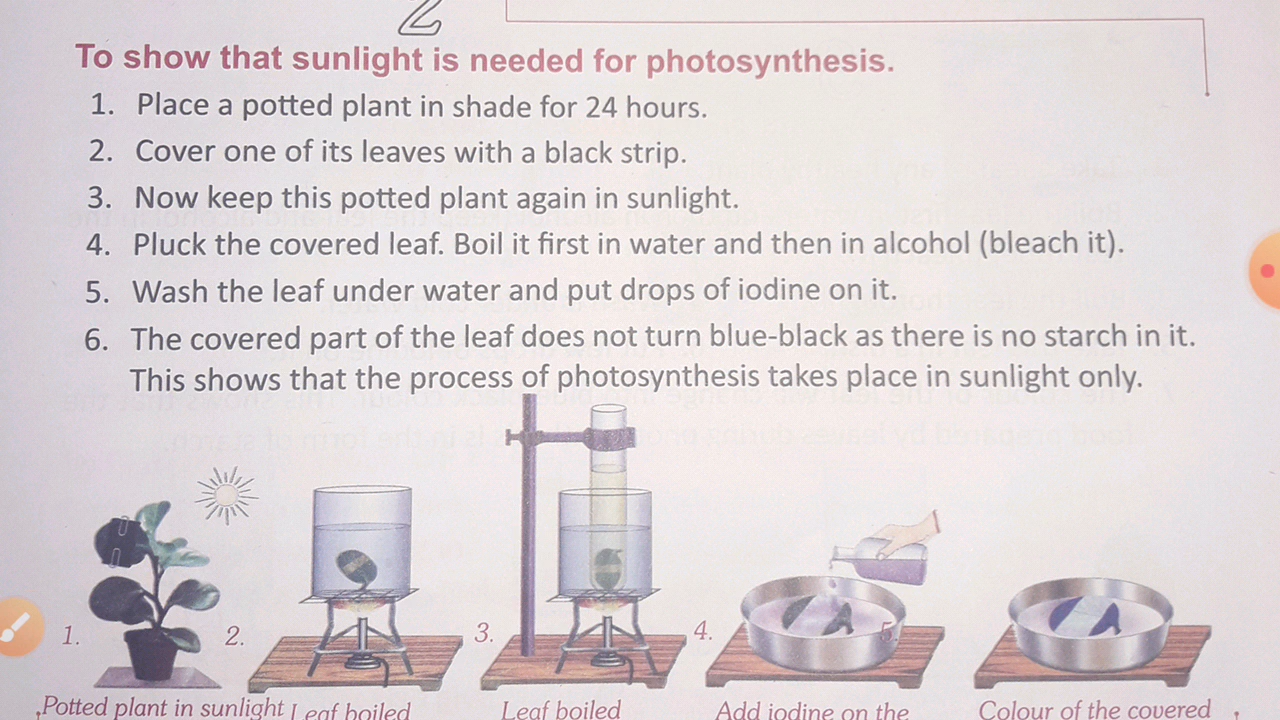 2
To show that sunlight is needed for photosynthesis.
1. Place a potted plant in shade for 24 hours.
2. Cover one of its leaves with a black strip.
3. Now keep this potted plant again in sunlight.
4. Pluck the covered leaf. Boil it first in water and then in alcohol (bleach it).
5. Wash the leaf under water and put drops of iodine on it.
6. The covered part of the leaf does not turn blue-black as there is no starch in it.
This shows that the process of photosynthesis takes place in sunlight only.
1. 2. 3. 4. 5.
Potted plant in sunlight Leaf boiled Leaf boiled Add iodine on the Colour of the covered